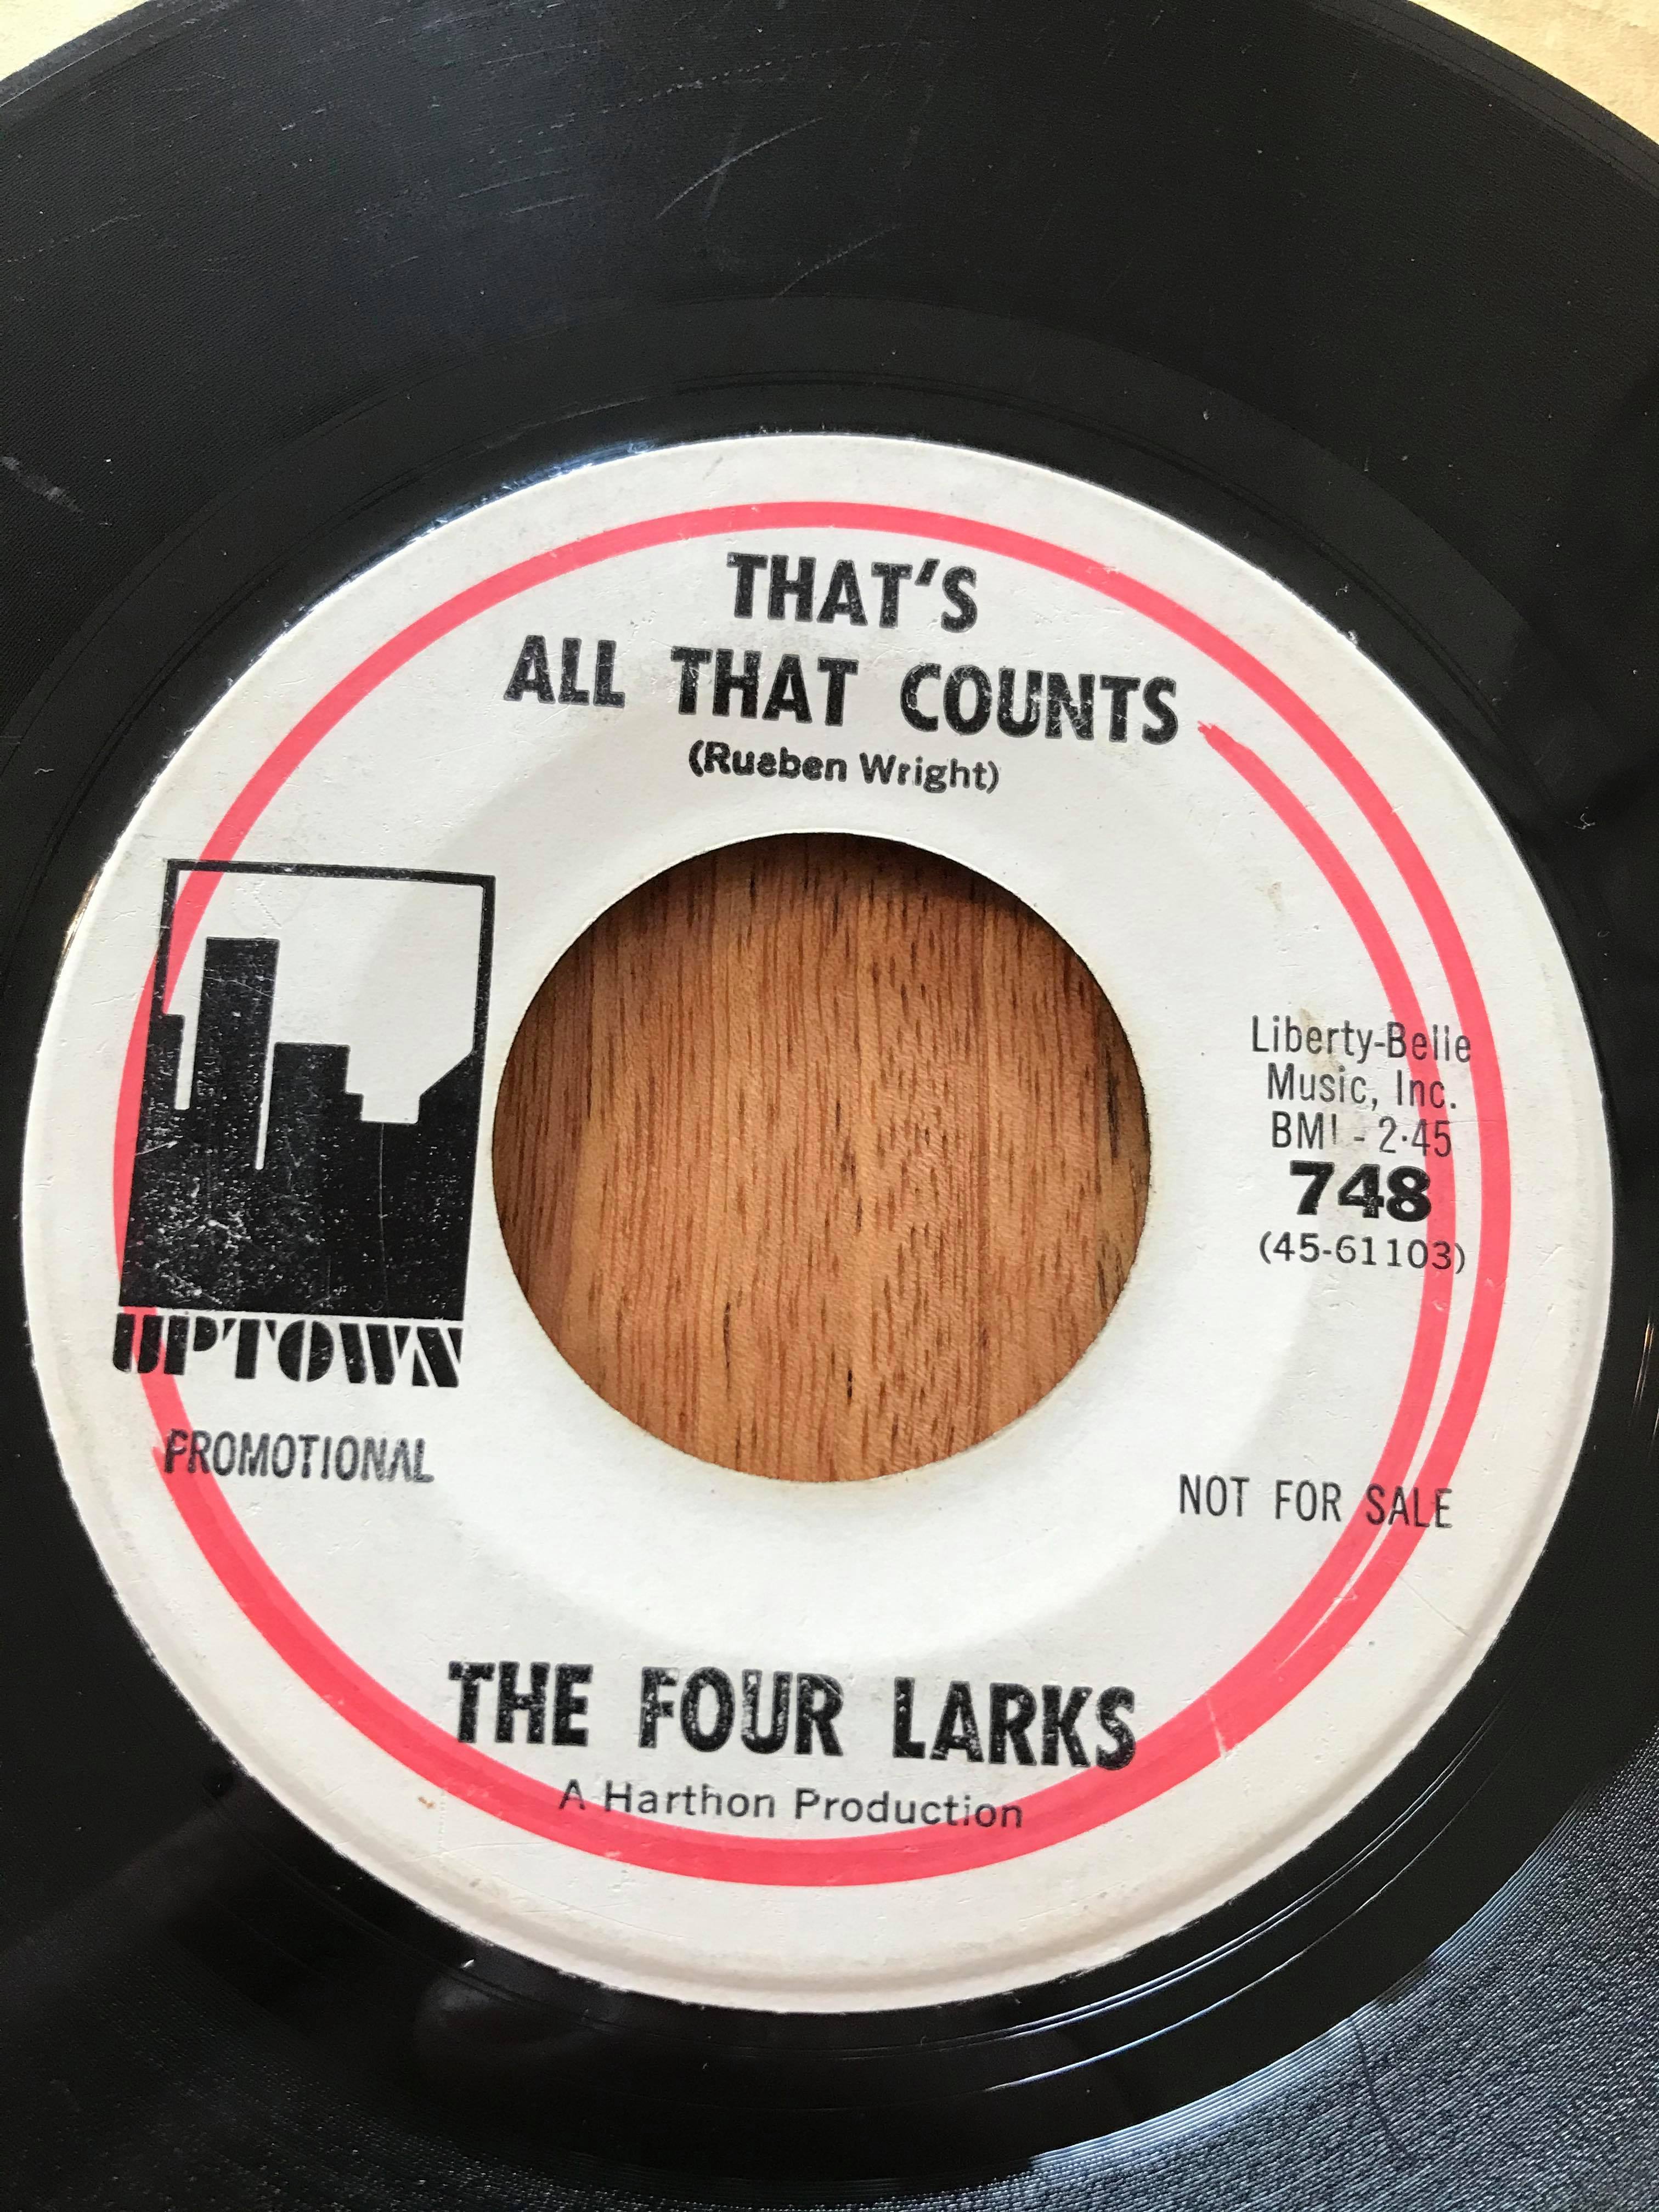 THAT'S
ALL THAT COUNTS
(Rueben Wright)
UPTOWN
PROMOTIONAL
Liberty-Belle
Music, Inc.
BMI - 2:45
748
(45-61103)
NOT FOR SALE
THE FOUR LARKS
A Harthon Production